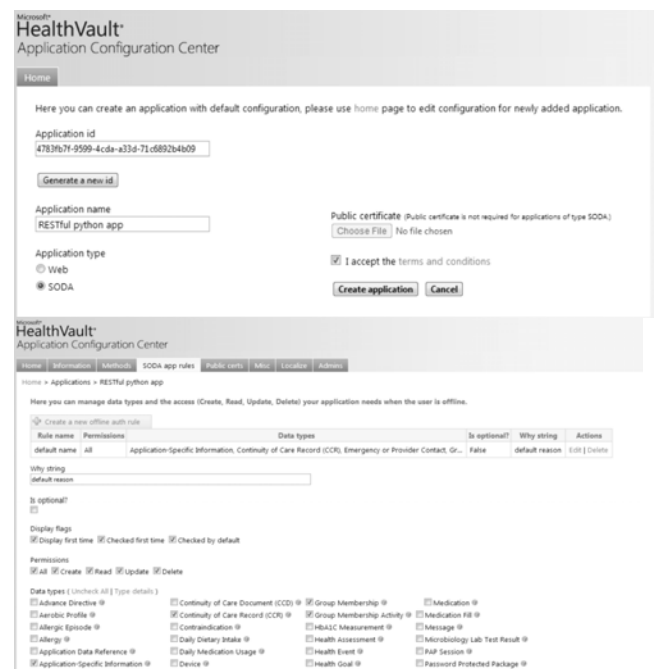 Microsoft®
HealthVault™
Application Configuration Center
Home
Here you can create an application with default configuration, please use home page to edit configuration for newly added application.
Application id
4783fb7f-9599-4cda-a33d-71c6892b4b09
Generate a new id
Application name
RESTful python app
Public certificate (Public certificate is not required for applications of type SODA.)
Choose File No file chosen
Application type
Web
SODA
I accept the terms and conditions
Create application Cancel
Microsoft®
HealthVault™
Application Configuration Center
Home Information Methods SODA app rules Public certs Misc Localize Admins
Home > Applications > RESTful python app
Here you can manage data types and the access (Create, Read, Update, Delete) your application needs when the user is offline.
Create a new offline auth rule
Rule name Permissions Data types Is optional? Why string Actions
default name All Application-Specific Information, Continuity of Care Record (CCR), Emergency or Provider Contact, Gr... False default reason Edit | Delete
Why string
default reason
Is optional?
Display flags
Display first time Checked first time Checked by default
Permissions
All Create Read Update Delete
Data types ( Uncheck All | Type details )
Advance Directive Continuity of Care Document (CCD) Group Membership Medication
Aerobic Profile Continuity of Care Record (CCR) Group Membership Activity Medication Fill
Allergic Episode Contraindication HbA1C Measurement Message
Allergy Daily Dietary Intake Health Assessment Microbiology Lab Test Result
Application Data Reference Daily Medication Usage Health Event PAP Session
Application-Specific Information Device Health Goal Password Protected Package